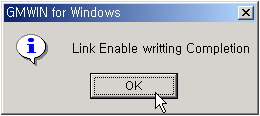 GMWIN for Windows
Link Enable writting Completion
OK